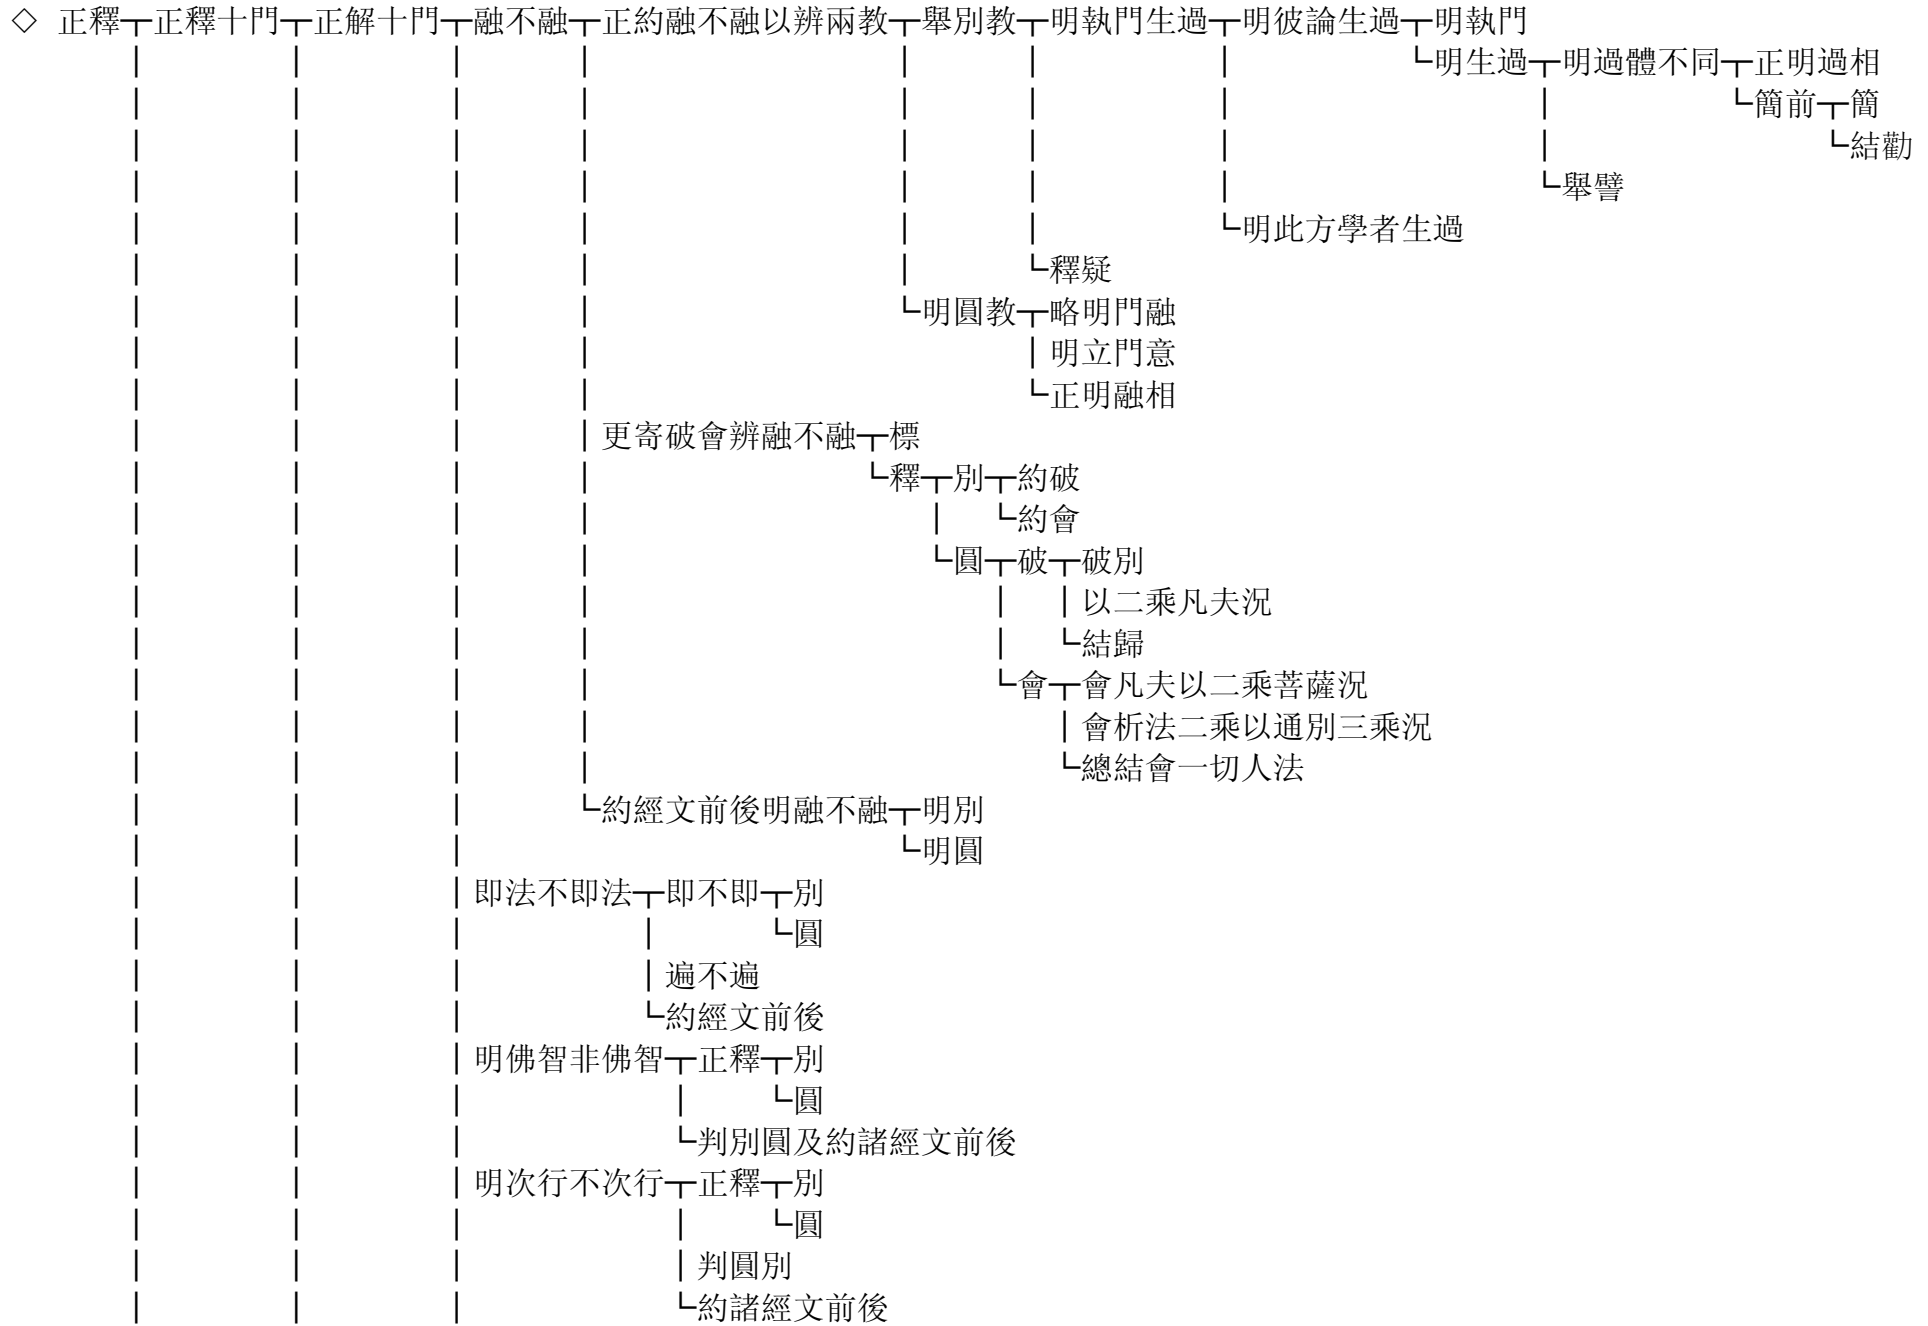 ◇ 正釋┬正釋十門┬正解十門┬融不融┬正約融不融以辨兩教┬舉別教┬明執門生過┬明彼論生過┬明執門
└明生過┬明過體不同┬正明過相
└簡前┬簡
└結勸
└舉譬
└明此方學者生過
└釋疑
└明圓教┬略明門融
│明立門意
└正明融相
│更寄破會辨融不融┬標
└釋┬別┬約破
└約會
└圓┬破┬破別
│以二乘凡夫況
└結歸
└會┬會凡夫以二乘菩薩況
│會析法二乘以通別三乘況
└總結會一切人法
└約經文前後明融不融┬明別
└明圓
│即法不即法┬即不即┬別
└圓
│遍不遍
└約經文前後
│明佛智非佛智┬正釋┬別
└圓
└判別圓及約諸經文前後
│明次行不次行┬正釋┬別
└圓
│判圓別
└約諸經文前後